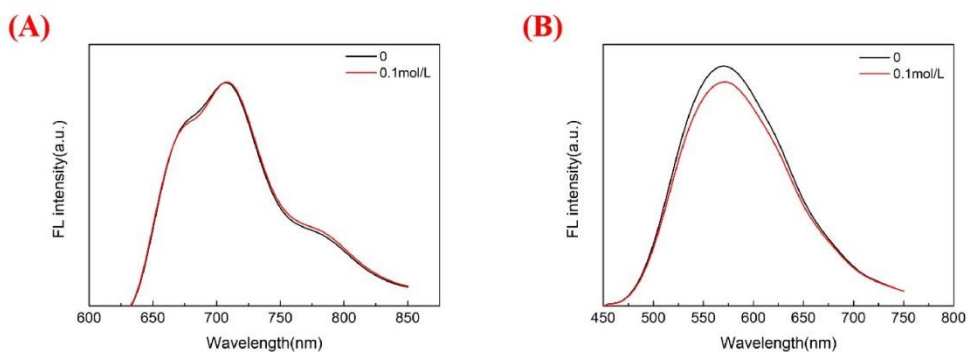 (A)
0
0.1mol/L
FL intensity(a.u.)
600 650 700 750 800 850
Wavelength(nm)
(B)
0
0.1mol/L
FL intensity(a.u.)
450 500 550 600 650 700 750 800
Wavelength(nm)